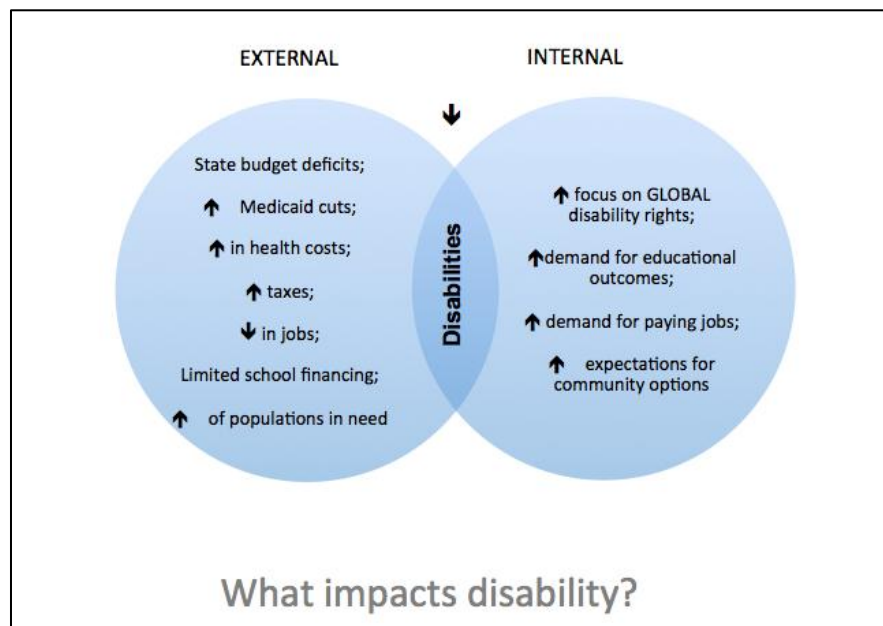 EXTERNAL
INTERNAL
↓
State budget deficits;
↑ Medicaid cuts;
↑ in health costs;
↑ taxes;
↓ in jobs;
Limited school financing;
↑ of populations in need
Disabilities
↑ focus on GLOBAL
disability rights;
↑demand for educational
outcomes;
↑ demand for paying jobs;
↑ expectations for
community options
What impacts disability?